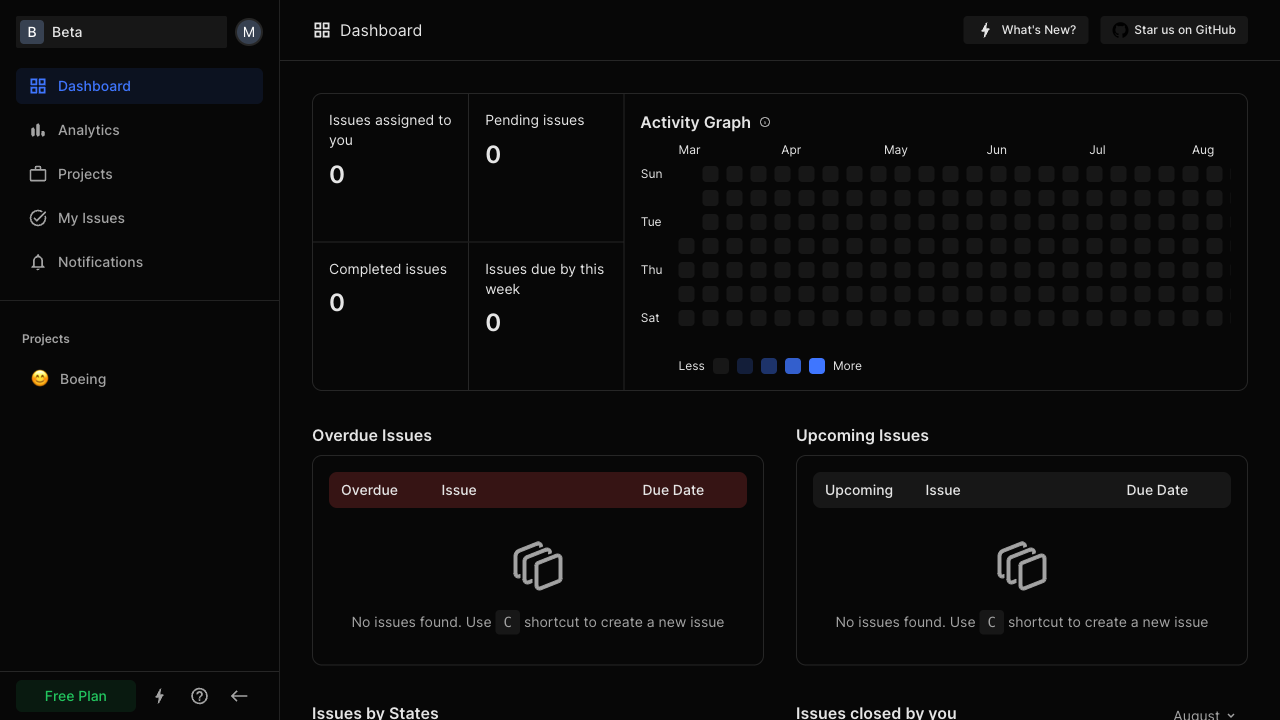 B Beta
M
Dashboard
Analytics
Projects
My Issues
Notifications
Projects
Boeing
Free Plan
Dashboard
What's New?
Star us on GitHub
Issues assigned to
you
0
Pending issues
0
Completed issues
0
Issues due by this
week
0
Activity Graph
Mar Apr May Jun Jul Aug
Sun
Tue
Thu
Sat
Less More
Overdue Issues
Overdue Issue Due Date
No issues found. Use C shortcut to create a new issue
Upcoming Issues
Upcoming Issue Due Date
No issues found. Use C shortcut to create a new issue
Issues by States
Issues closed by you
August